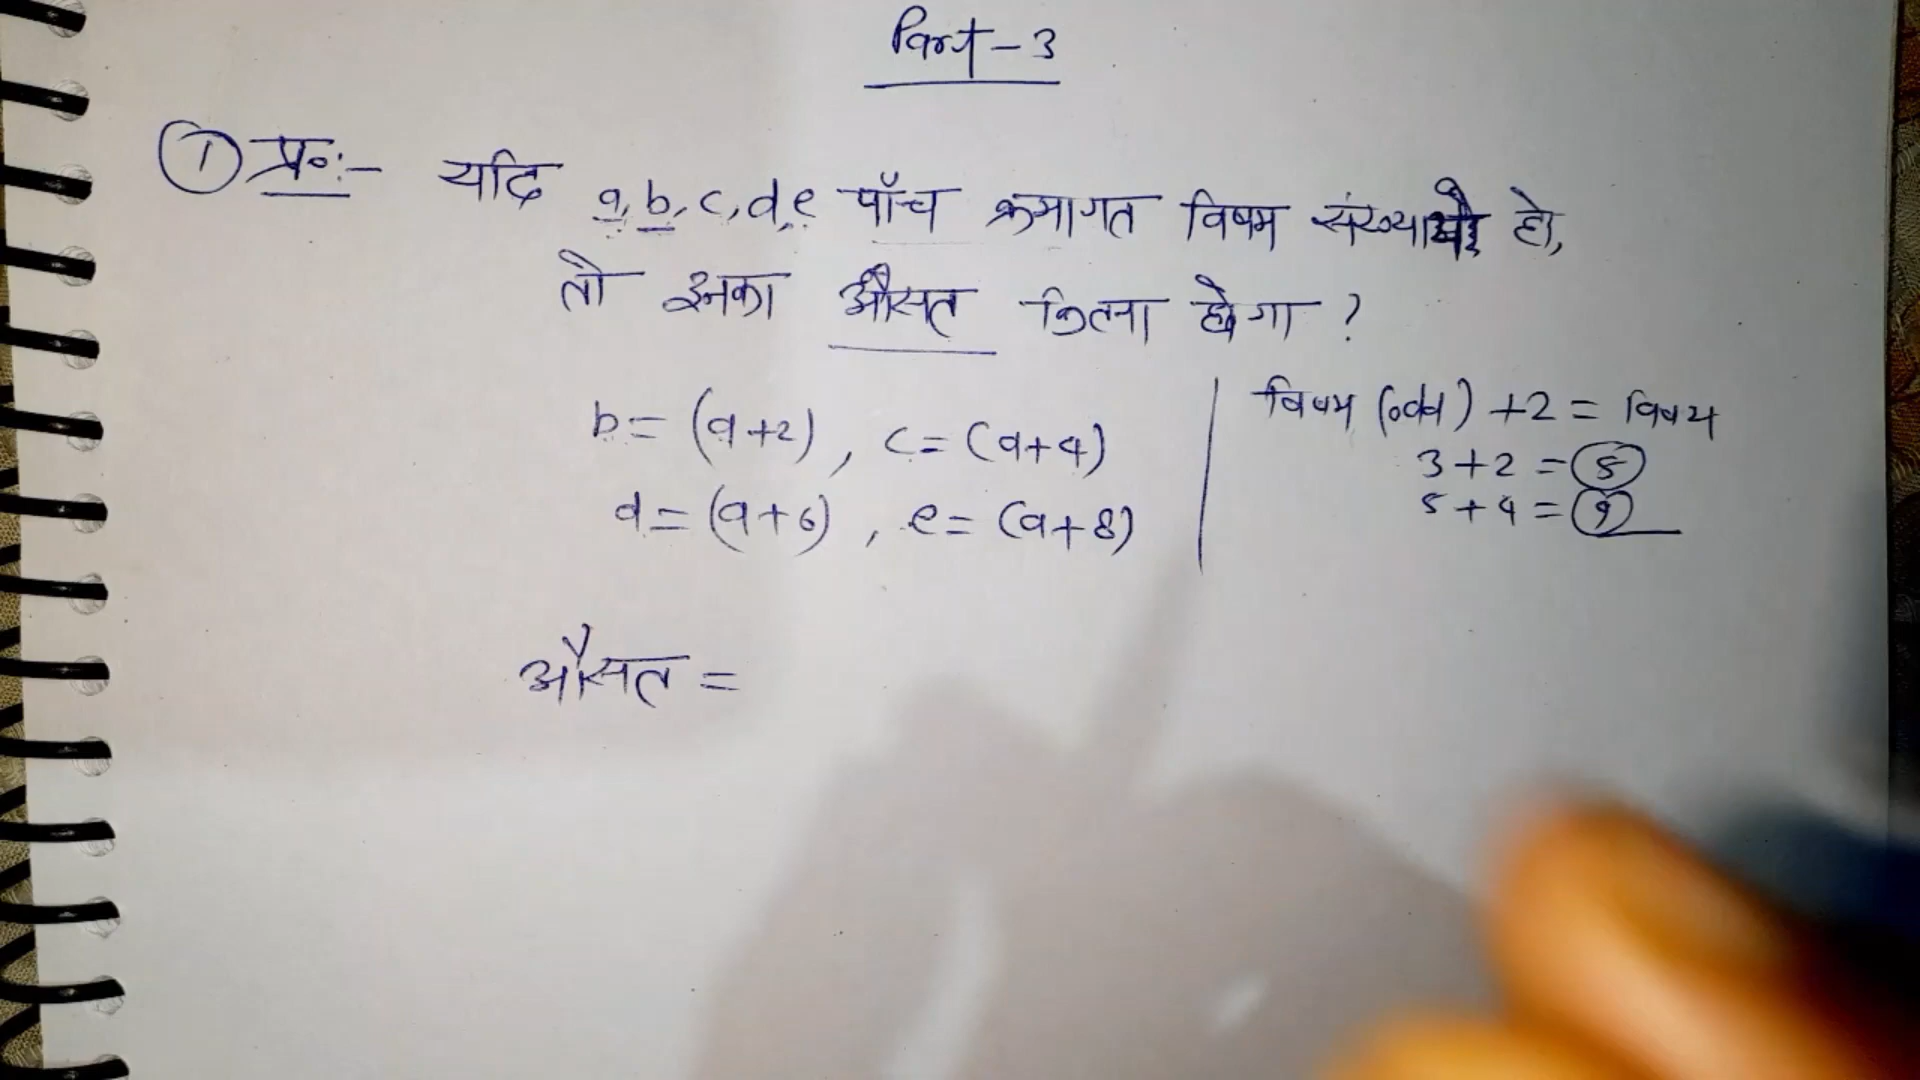 Part-3
① प्र०:- यदि a, b, c, d, e पाँच क्रमागत विषम संख्याएँ हो,
तो इनका औसत कितना होगा ?
b = (a+2), c = (a+4)
d = (a+6), e = (a+8)
विषम (odd) +2 = विषम
3+2 = 5
5+4 = 9
औसत =